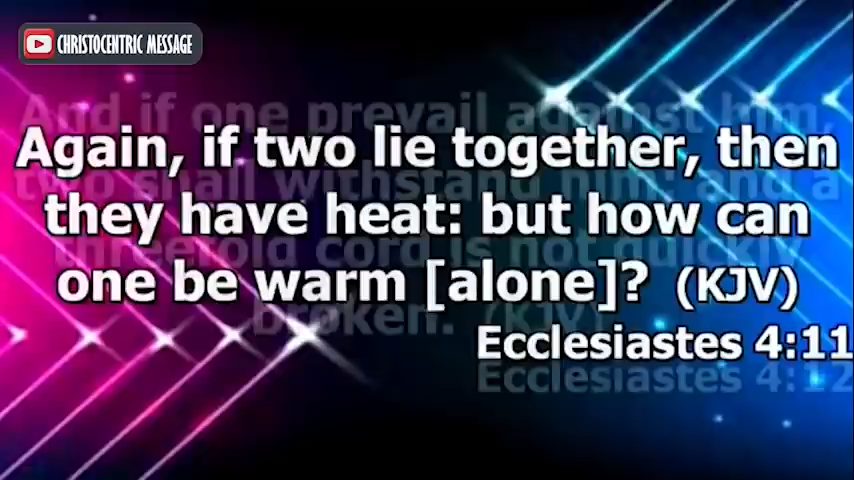 CHRISTOCENTRIC MESSAGE
And if one prevail against him,
Again, if two lie together, then
two shall withstand him; and a
they have heat: but how can
threefold cord is not quickly
one be warm [alone]? (KJV)
broken. (KJV)
Ecclesiastes 4:11
Ecclesiastes 4:12